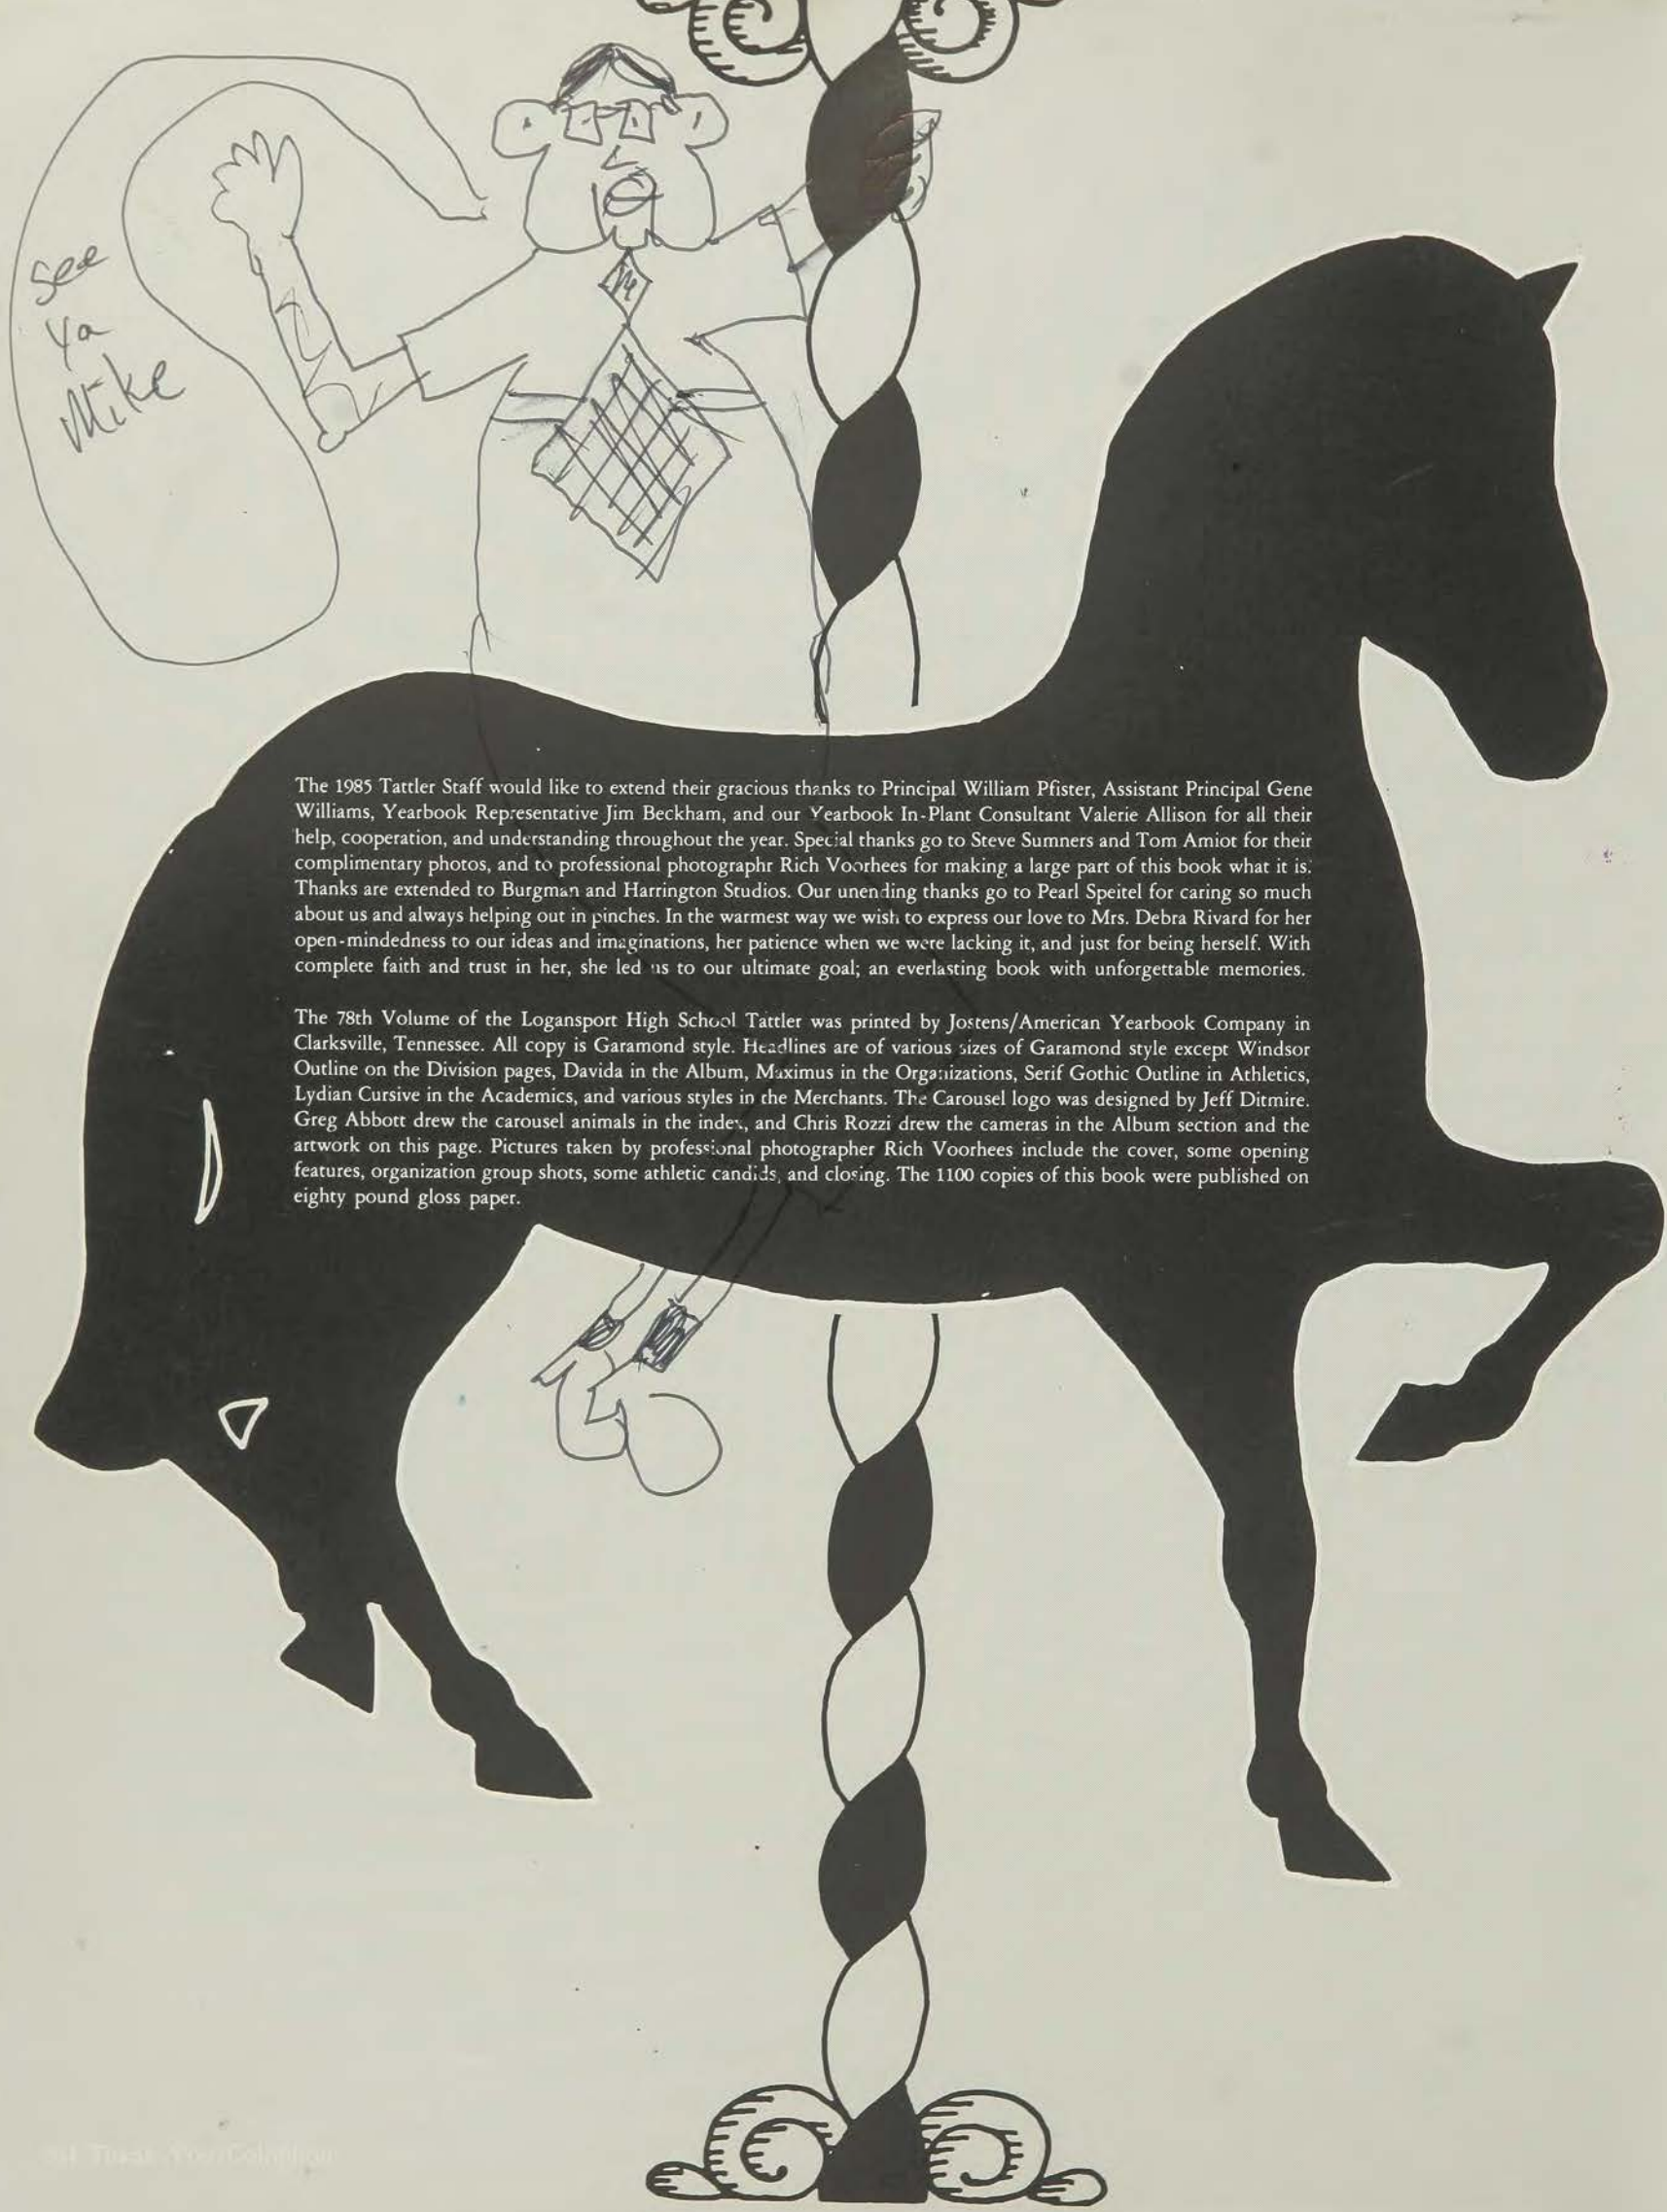 see
ya
Mike
The 1985 Tattler Staff would like to extend their gracious thanks to Principal William Pfister, Assistant Principal Gene
Williams, Yearbook Representative Jim Beckham, and our Yearbook In-Plant Consultant Valerie Allison for all their
help, cooperation, and understanding throughout the year. Special thanks go to Steve Sumners and Tom Amiot for their
complimentary photos, and to professional photographr Rich Voorhees for making a large part of this book what it is.
Thanks are extended to Burgman and Harrington Studios. Our unending thanks go to Pearl Speitel for caring so much
about us and always helping out in pinches. In the warmest way we wish to express our love to Mrs. Debra Rivard for her
open-mindedness to our ideas and imaginations, her patience when we were lacking it, and just for being herself. With
complete faith and trust in her, she led us to our ultimate goal; an everlasting book with unforgettable memories.
The 78th Volume of the Logansport High School Tattler was printed by Jostens/American Yearbook Company in
Clarksville, Tennessee. All copy is Garamond style. Headlines are of various sizes of Garamond style except Windsor
Outline on the Division pages, Davida in the Album, Maximus in the Organizations, Serif Gothic Outline in Athletics,
Lydian Cursive in the Academics, and various styles in the Merchants. The Carousel logo was designed by Jeff Ditmire.
Greg Abbott drew the carousel animals in the index, and Chris Rozzi drew the cameras in the Album section and the
artwork on this page. Pictures taken by professional photographer Rich Voorhees include the cover, some opening
features, organization group shots, some athletic candids, and closing. The 1100 copies of this book were published on
eighty pound gloss paper.
Thank You/Colophon